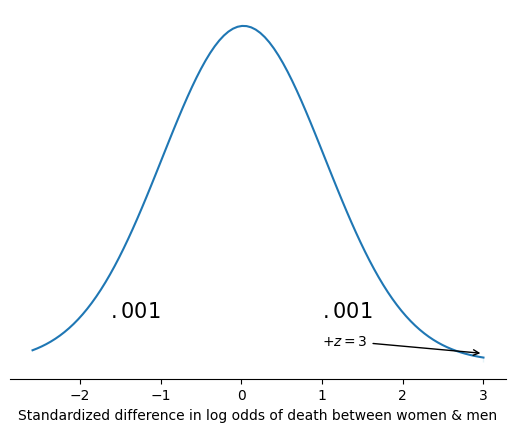 .001 .001
+z = 3
−2 −1 0 1 2 3
Standardized difference in log odds of death between women & men